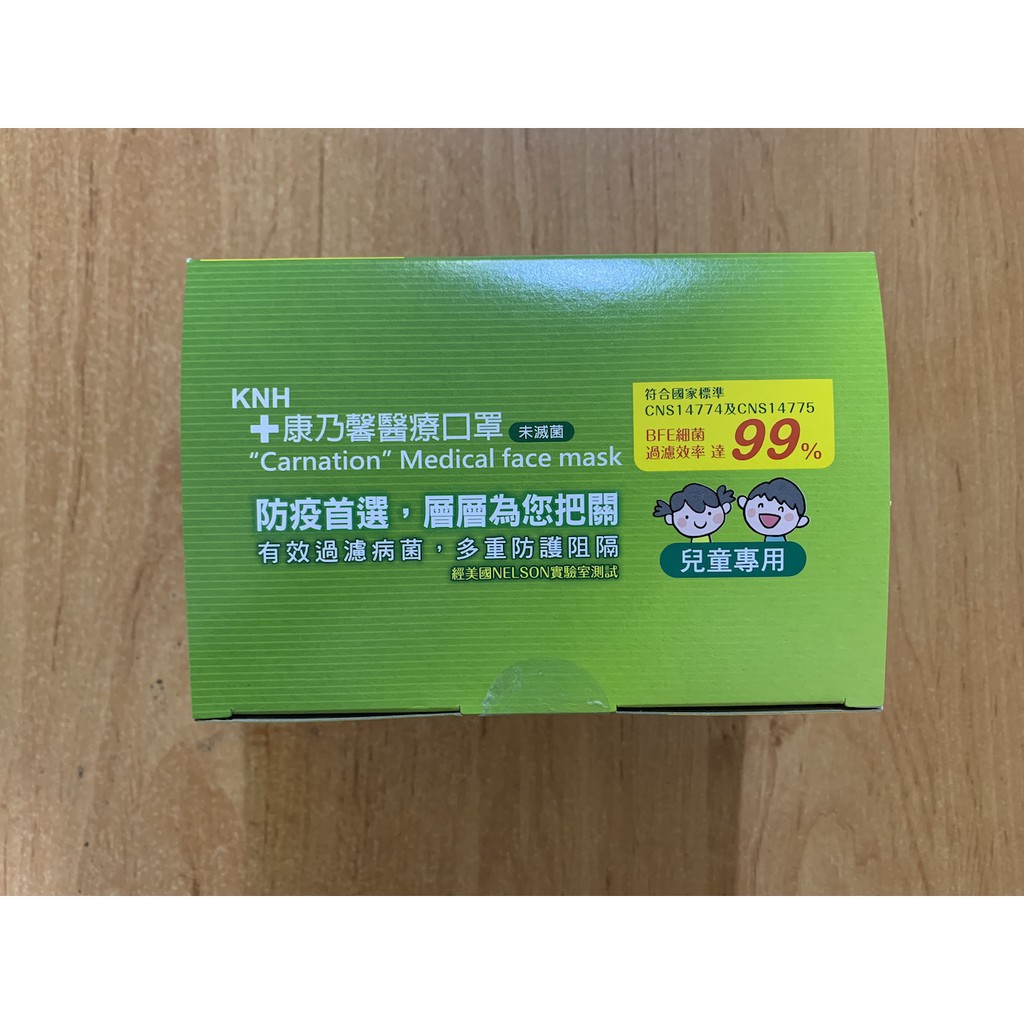 KNH
康乃馨醫療口罩 未滅菌
"Carnation" Medical face mask
防疫首選，層層為您把關
有效過濾病菌，多重防護阻隔
經美國NELSON實驗室測試
符合國家標準
CNS14774及CNS14775
BFE細菌
過濾效率 達 99%
兒童專用